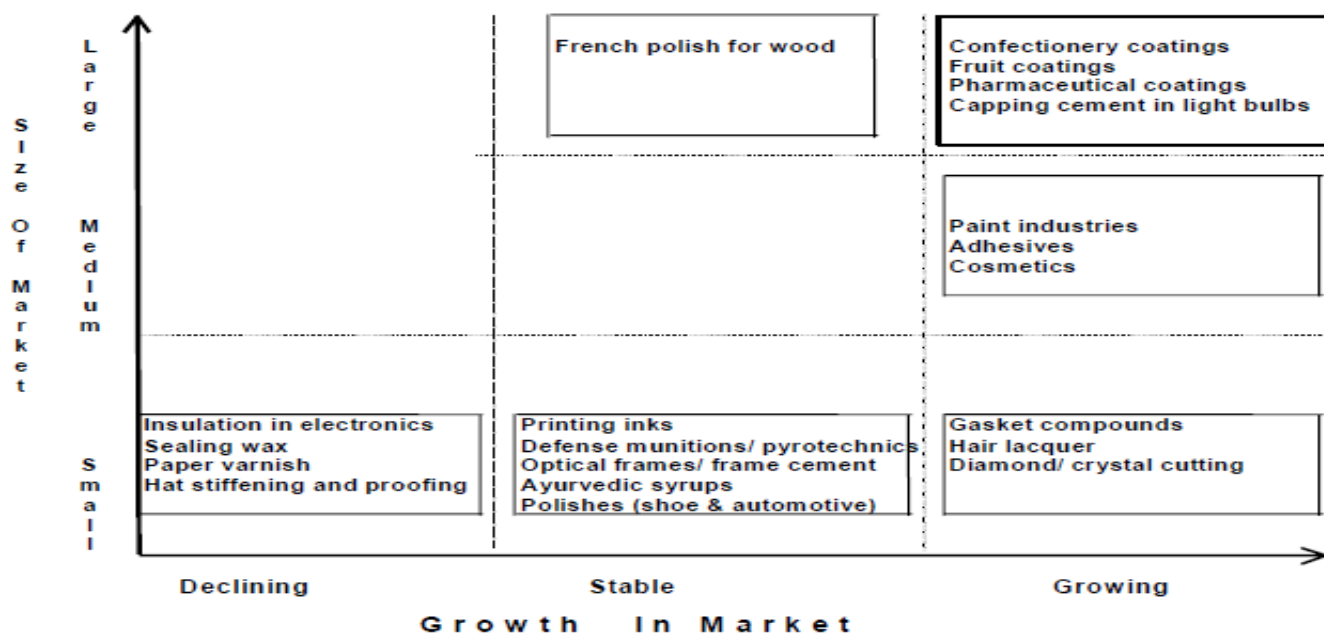 Size Of Market
Large
French polish for wood
Confectionery coatings
Fruit coatings
Pharmaceutical coatings
Capping cement in light bulbs
Medium
Paint industries
Adhesives
Cosmetics
Small
Insulation in electronics
Sealing wax
Paper varnish
Hat stiffening and proofing
Printing inks
Defense munitions/ pyrotechnics
Optical frames/ frame cement
Ayurvedic syrups
Polishes (shoe & automotive)
Gasket compounds
Hair lacquer
Diamond/ crystal cutting
Declining
Stable
Growing
Growth In Market